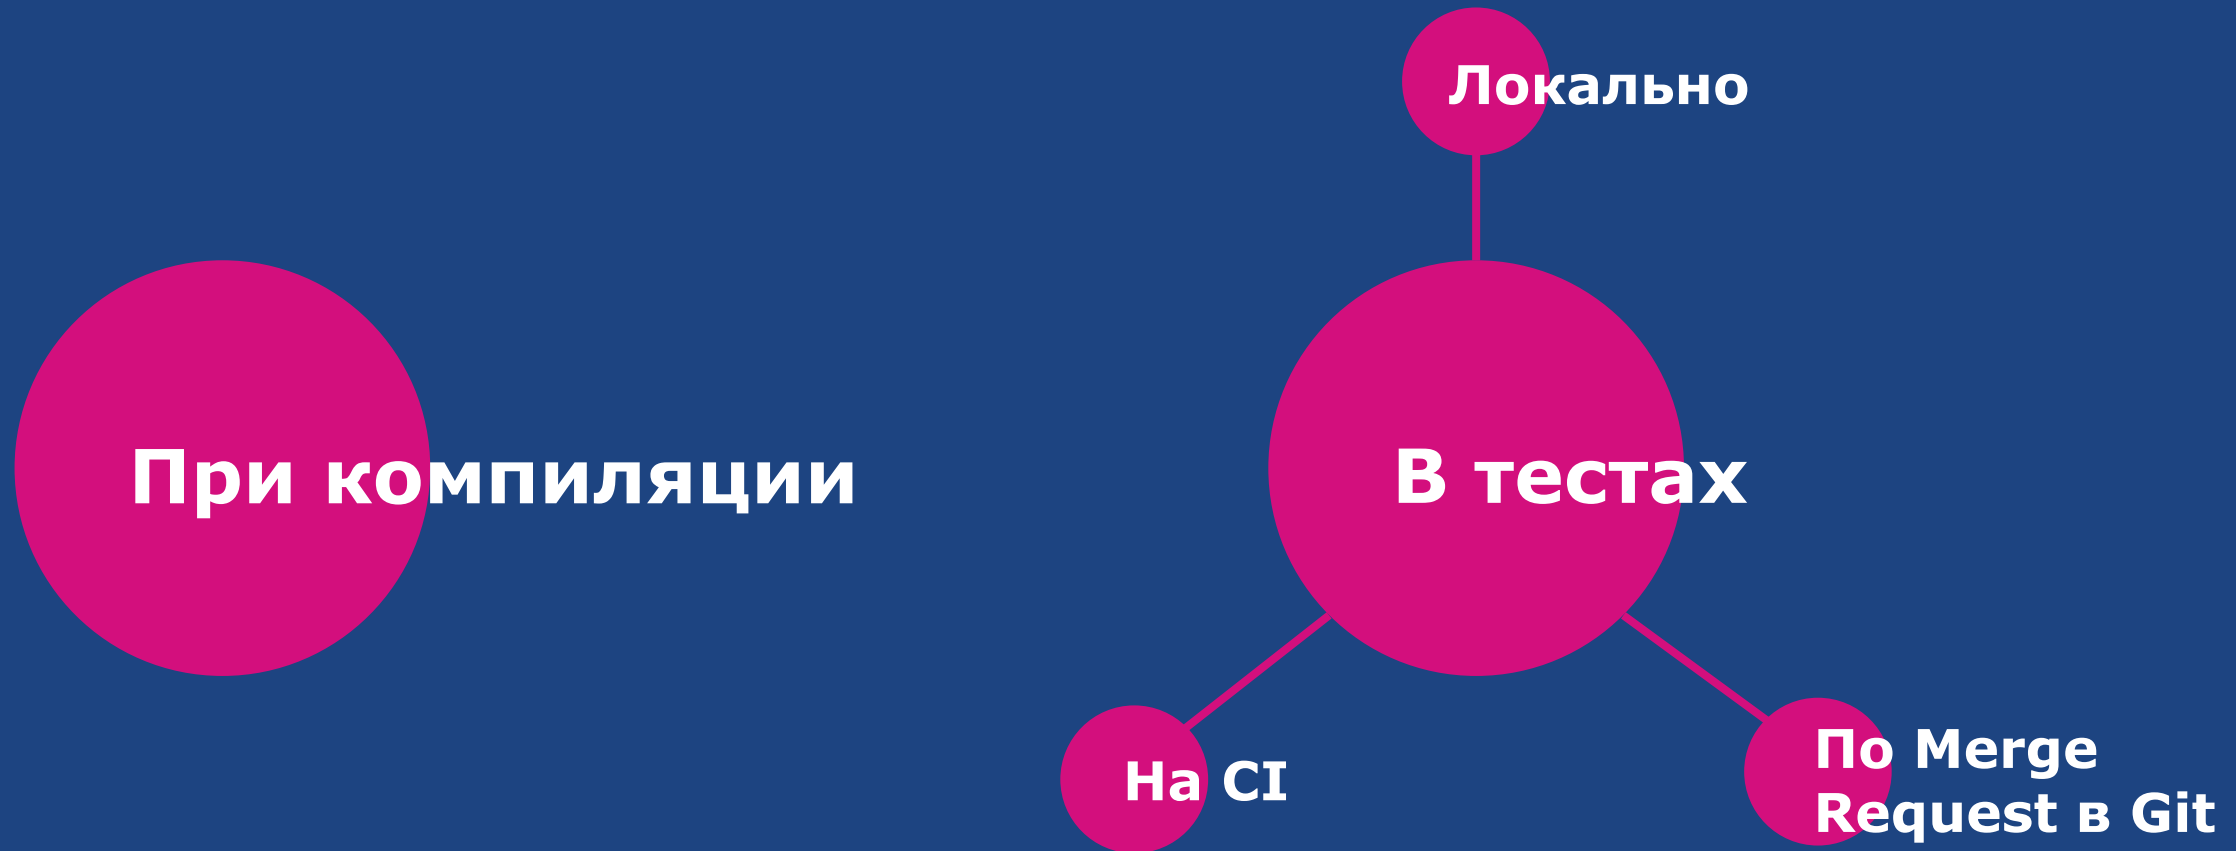 Локально
При компиляции
В тестах
На CI
По Merge
Request в Git